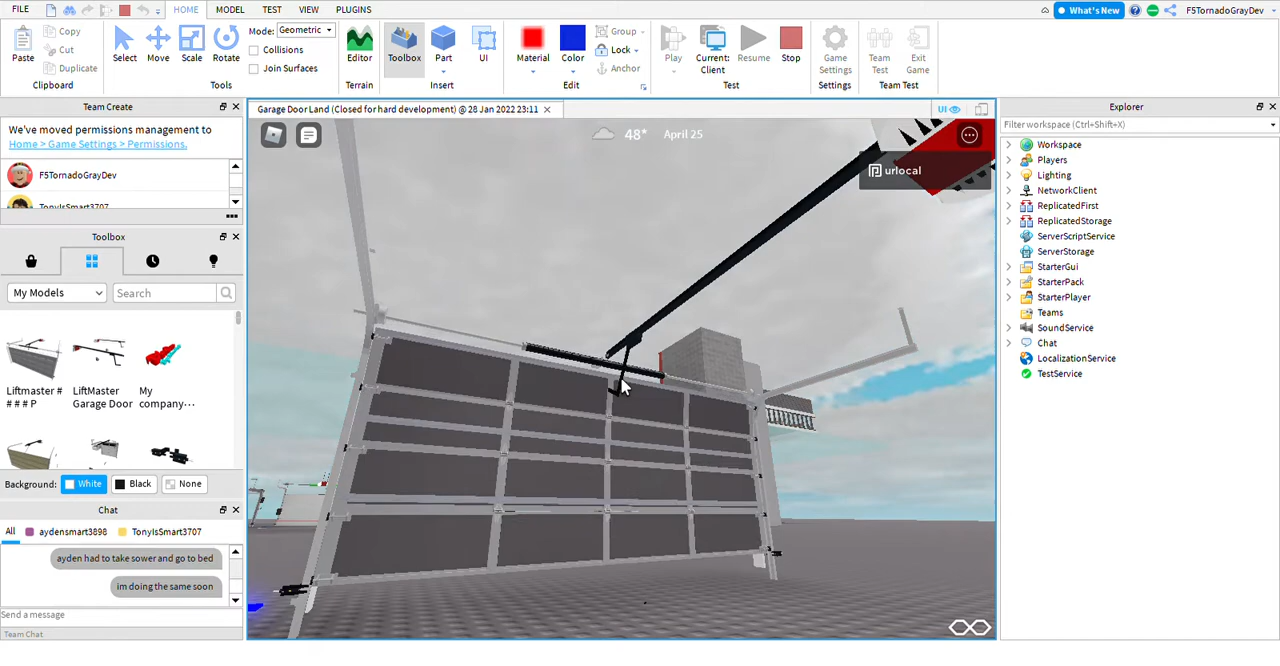 FILE HOME MODEL TEST VIEW PLUGINS What's New F5TornadoGrayDev
Paste Copy Cut Duplicate Clipboard
Select Move Scale Rotate Tools
Mode: Geometric
Collisions
Join Surfaces
Editor Terrain
Toolbox Part UI Insert
Material Color Group Lock Anchor Edit
Play Current: Client Resume Stop Test
Game Settings Settings
Team Test Exit Game Team Test
Team Create
We've moved permissions management to
Home > Game Settings > Permissions.
F5TornadoGrayDev
TonyIsSmart3707
Toolbox
My Models Search
Liftmaster # # # # P
LiftMaster Garage Door
My company···
Background: White Black None
Chat
All aydensmart3898 TonyIsSmart3707
ayden had to take sower and go to bed
im doing the same soon
Send a message
Team Chat
Garage Door Land (Closed for hard development) @ 28 Jan 2022 23:11
UI
48* April 25
urlocal
Explorer
Filter workspace (Ctrl+Shift+X)
Workspace
Players
Lighting
NetworkClient
ReplicatedFirst
ReplicatedStorage
ServerScriptService
ServerStorage
StarterGui
StarterPack
StarterPlayer
Teams
SoundService
Chat
LocalizationService
TestService